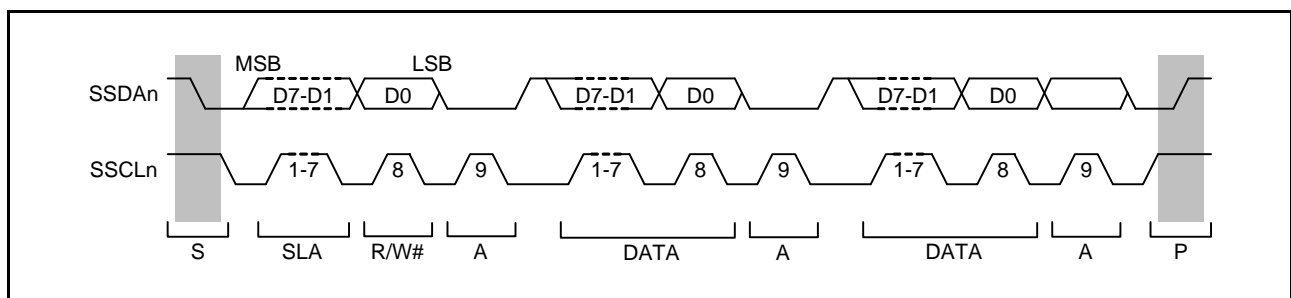 MSB LSB
SSDAn D7-D1 D0 D7-D1 D0 D7-D1 D0
SSCLn 1-7 8 9 1-7 8 9 1-7 8 9
S SLA R/W# A DATA A DATA A P